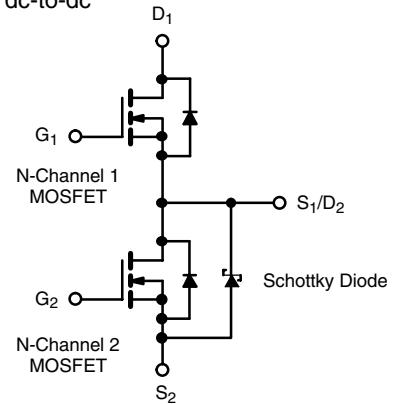 dc-to-dc
D1
G1
N-Channel 1
MOSFET
S1/D2
Schottky Diode
G2
N-Channel 2
MOSFET
S2